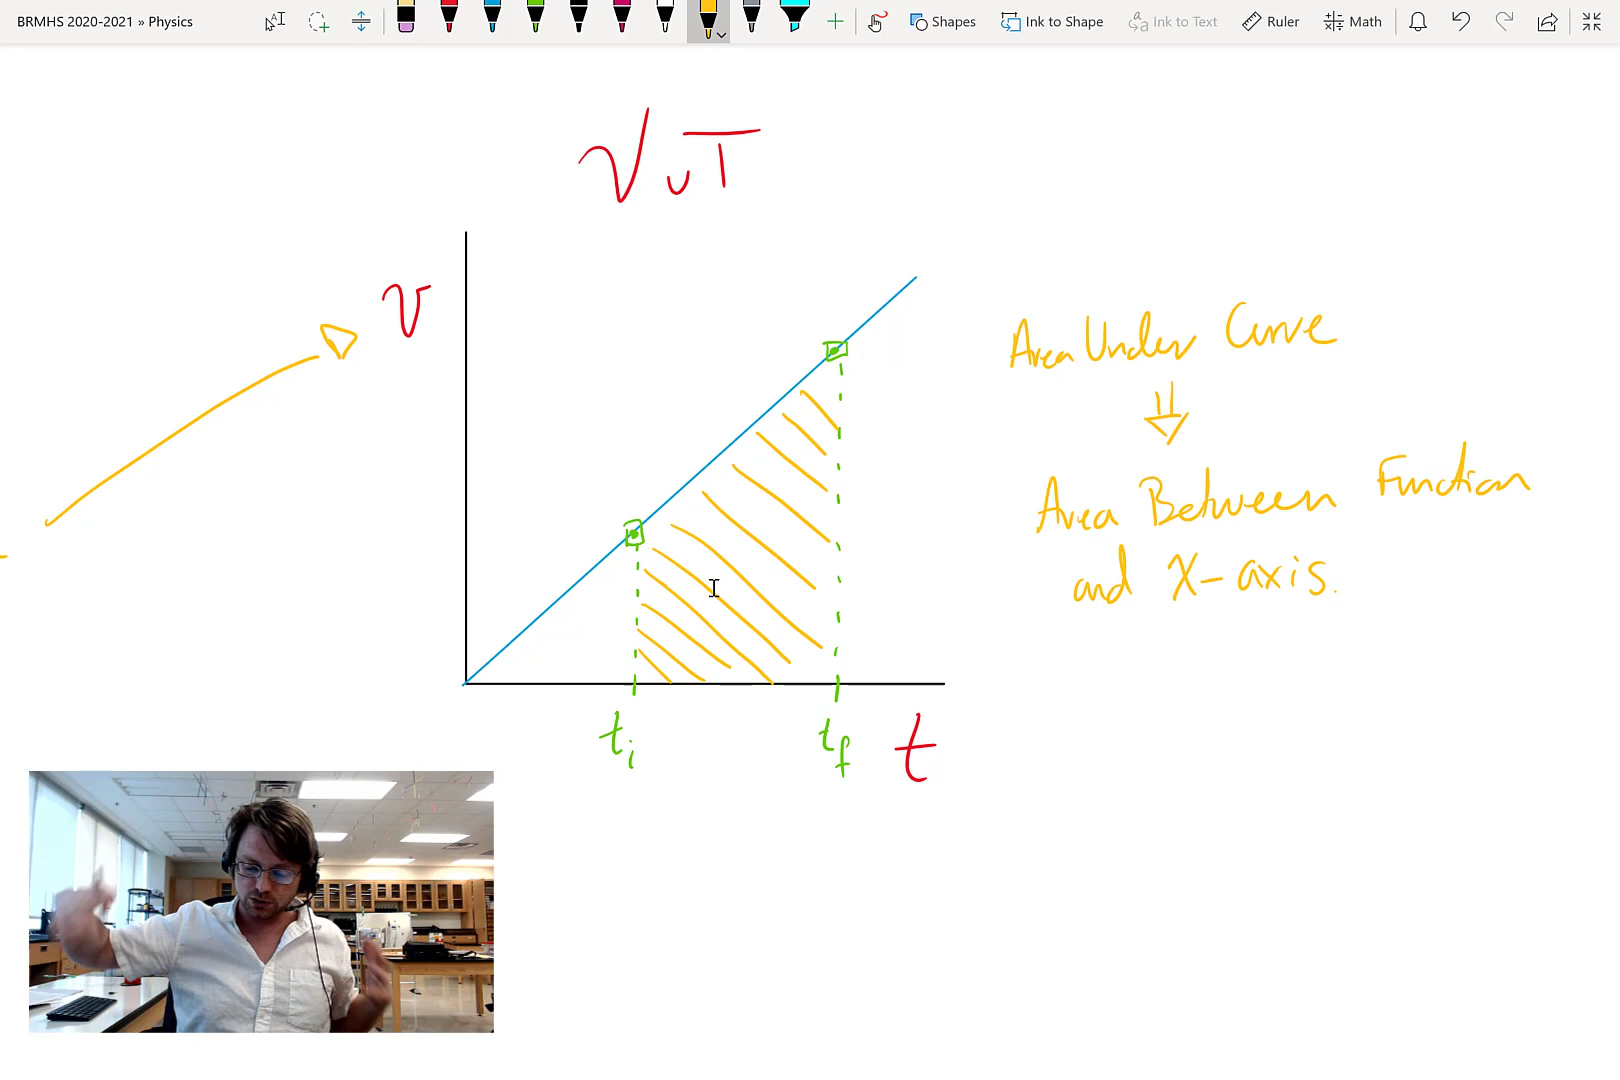 BRMHS 2020-2021 » Physics
Shapes
Ink to Shape
Ink to Text
Ruler
Math
V v T
v
Area Under Curve
Area Between Function
and X-axis.
ti
tf
t